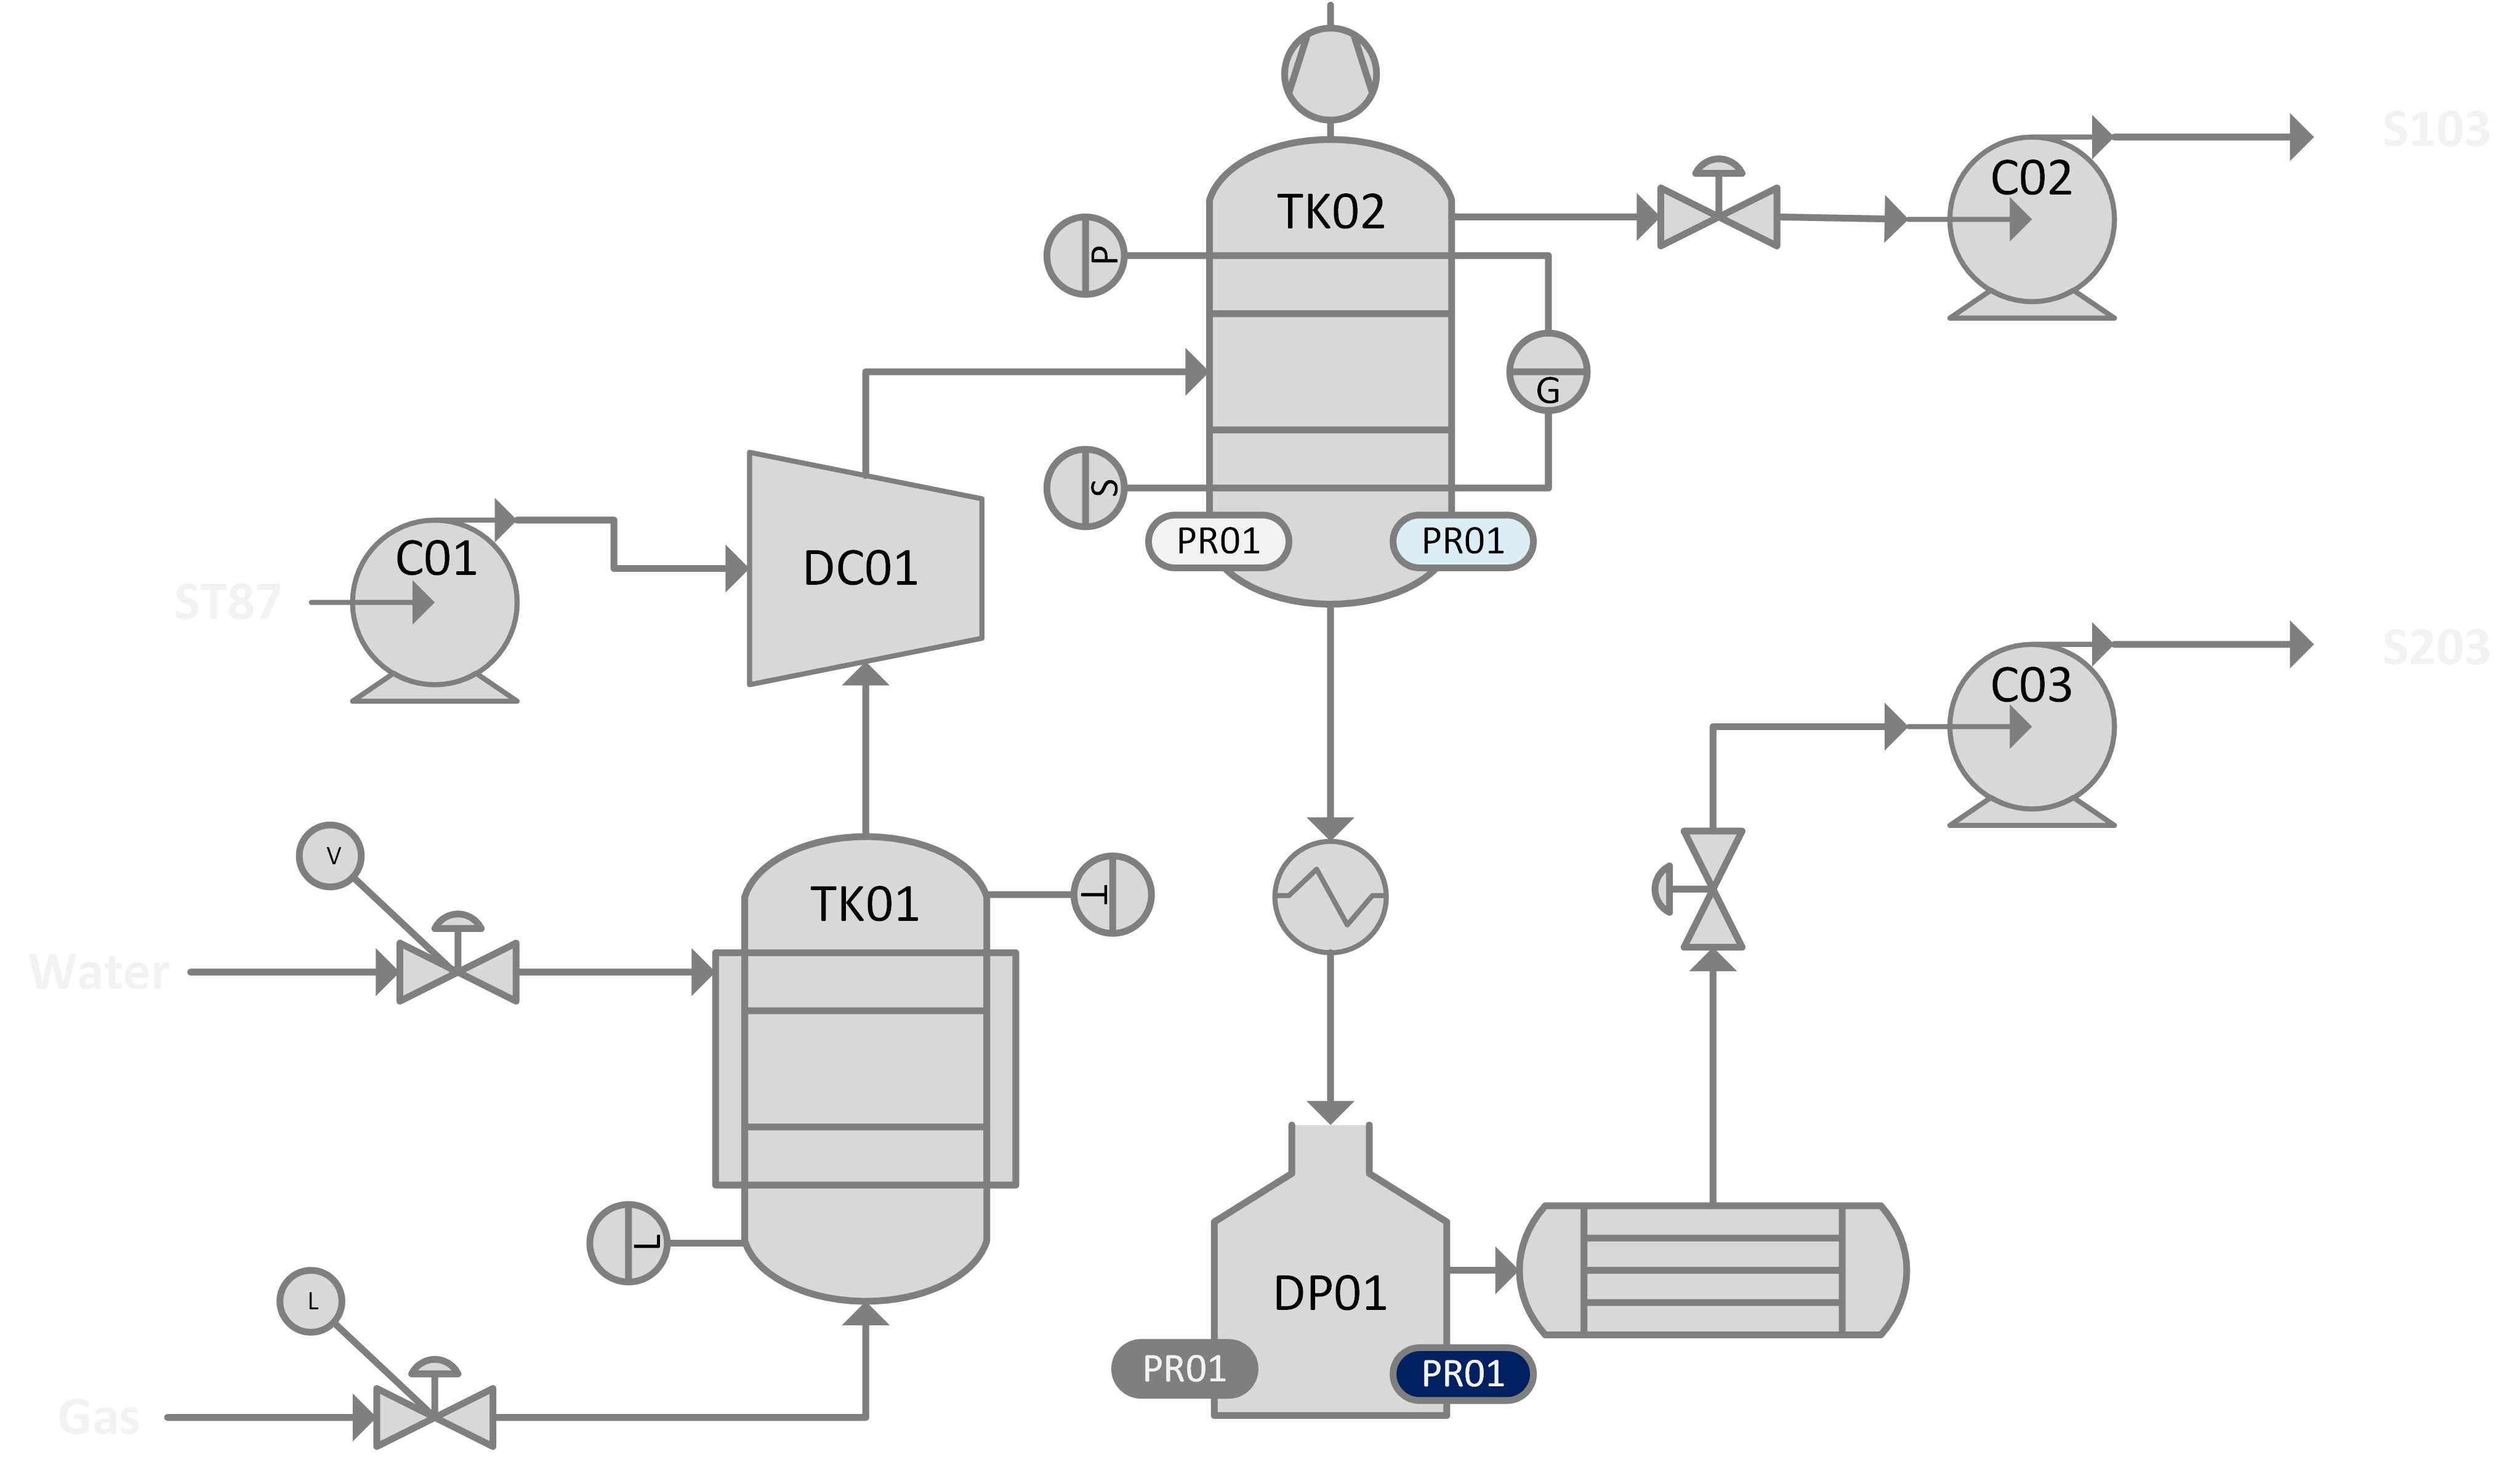 S103
C02
TK02
P
G
S
PR01
PR01
C01
DC01
ST87
S203
C03
V
TK01
T
Water
L
L
DP01
PR01
PR01
Gas